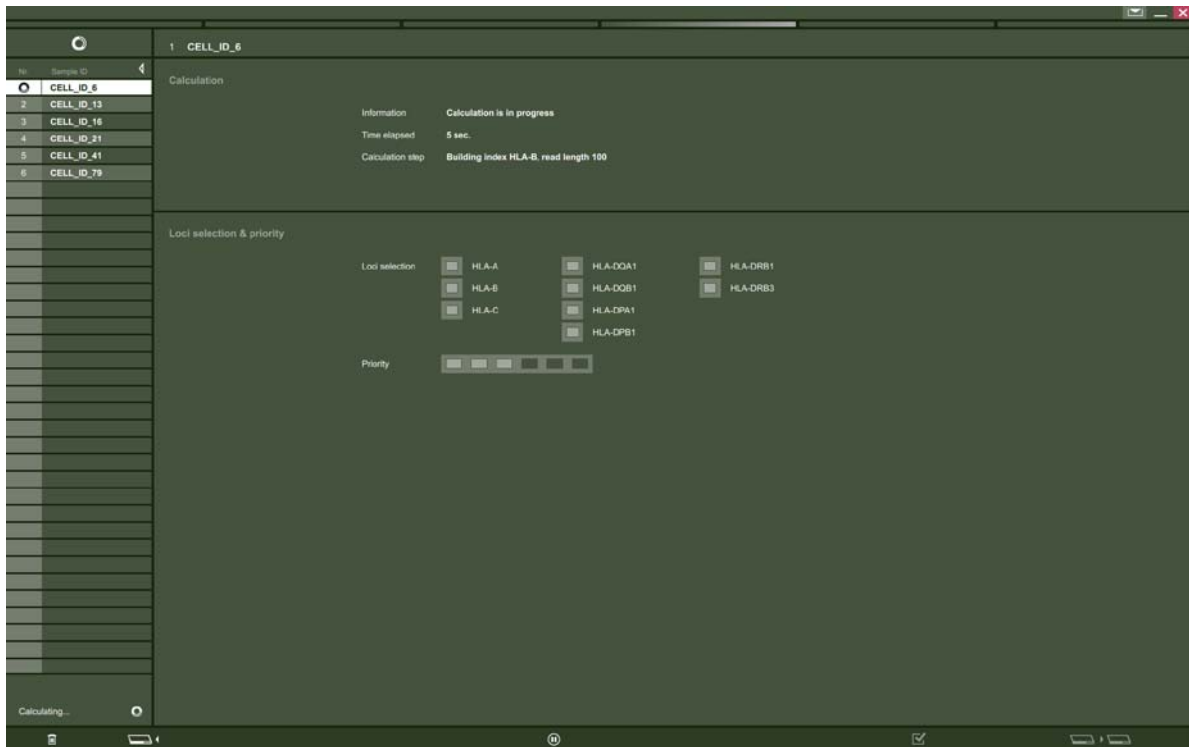 1 CELL_ID_6
Nr. Sample ID
CELL_ID_6
2 CELL_ID_13
3 CELL_ID_16
4 CELL_ID_21
5 CELL_ID_41
6 CELL_ID_79
Calculation
Information Calculation is in progress
Time elapsed 5 sec.
Calculation step Building index HLA-B, read length 100
Loci selection & priority
Loci selection HLA-A HLA-DQA1 HLA-DRB1
HLA-B HLA-DQB1 HLA-DRB3
HLA-C HLA-DPA1
HLA-DPB1
Priority
Calculating...